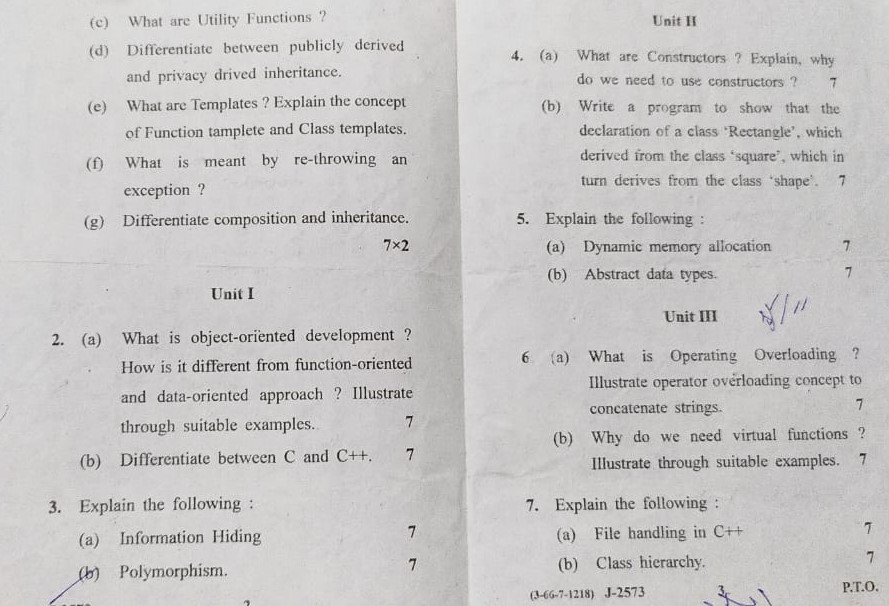 (c) What are Utility Functions ?
(d) Differentiate between publicly derived
and privacy drived inheritance.
(e) What are Templates ? Explain the concept
of Function tamplete and Class templates.
(f) What is meant by re-throwing an
exception ?
(g) Differentiate composition and inheritance.
7×2
Unit I
2. (a) What is object-oriented development ?
How is it different from function-oriented
and data-oriented approach ? Illustrate
through suitable examples. 7
(b) Differentiate between C and C++. 7
3. Explain the following :
(a) Information Hiding 7
(b) Polymorphism. 7
Unit II
4. (a) What are Constructors ? Explain, why
do we need to use constructors ? 7
(b) Write a program to show that the
declaration of a class 'Rectangle', which
derived from the class 'square', which in
turn derives from the class 'shape'. 7
5. Explain the following :
(a) Dynamic memory allocation 7
(b) Abstract data types. 7
Unit III
6 (a) What is Operating Overloading ?
Illustrate operator overloading concept to
concatenate strings. 7
(b) Why do we need virtual functions ?
Illustrate through suitable examples. 7
7. Explain the following :
(a) File handling in C++ 7
(b) Class hierarchy. 7
(3-66-7-1218) J-2573 3 P.T.O.